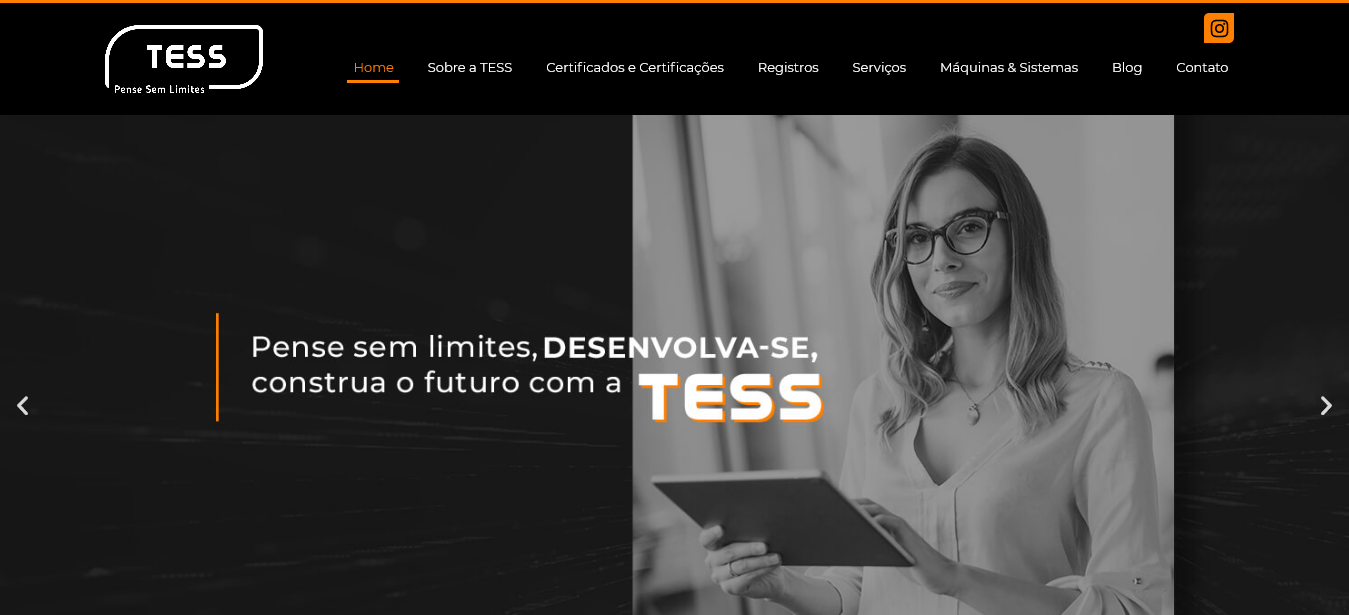 TESS
Pense Sem Limites
Home
Sobre a TESS
Certificados e Certificações
Registros
Serviços
Máquinas & Sistemas
Blog
Contato
Pense sem limites, DESENVOLVA-SE,
construa o futuro com a TESS